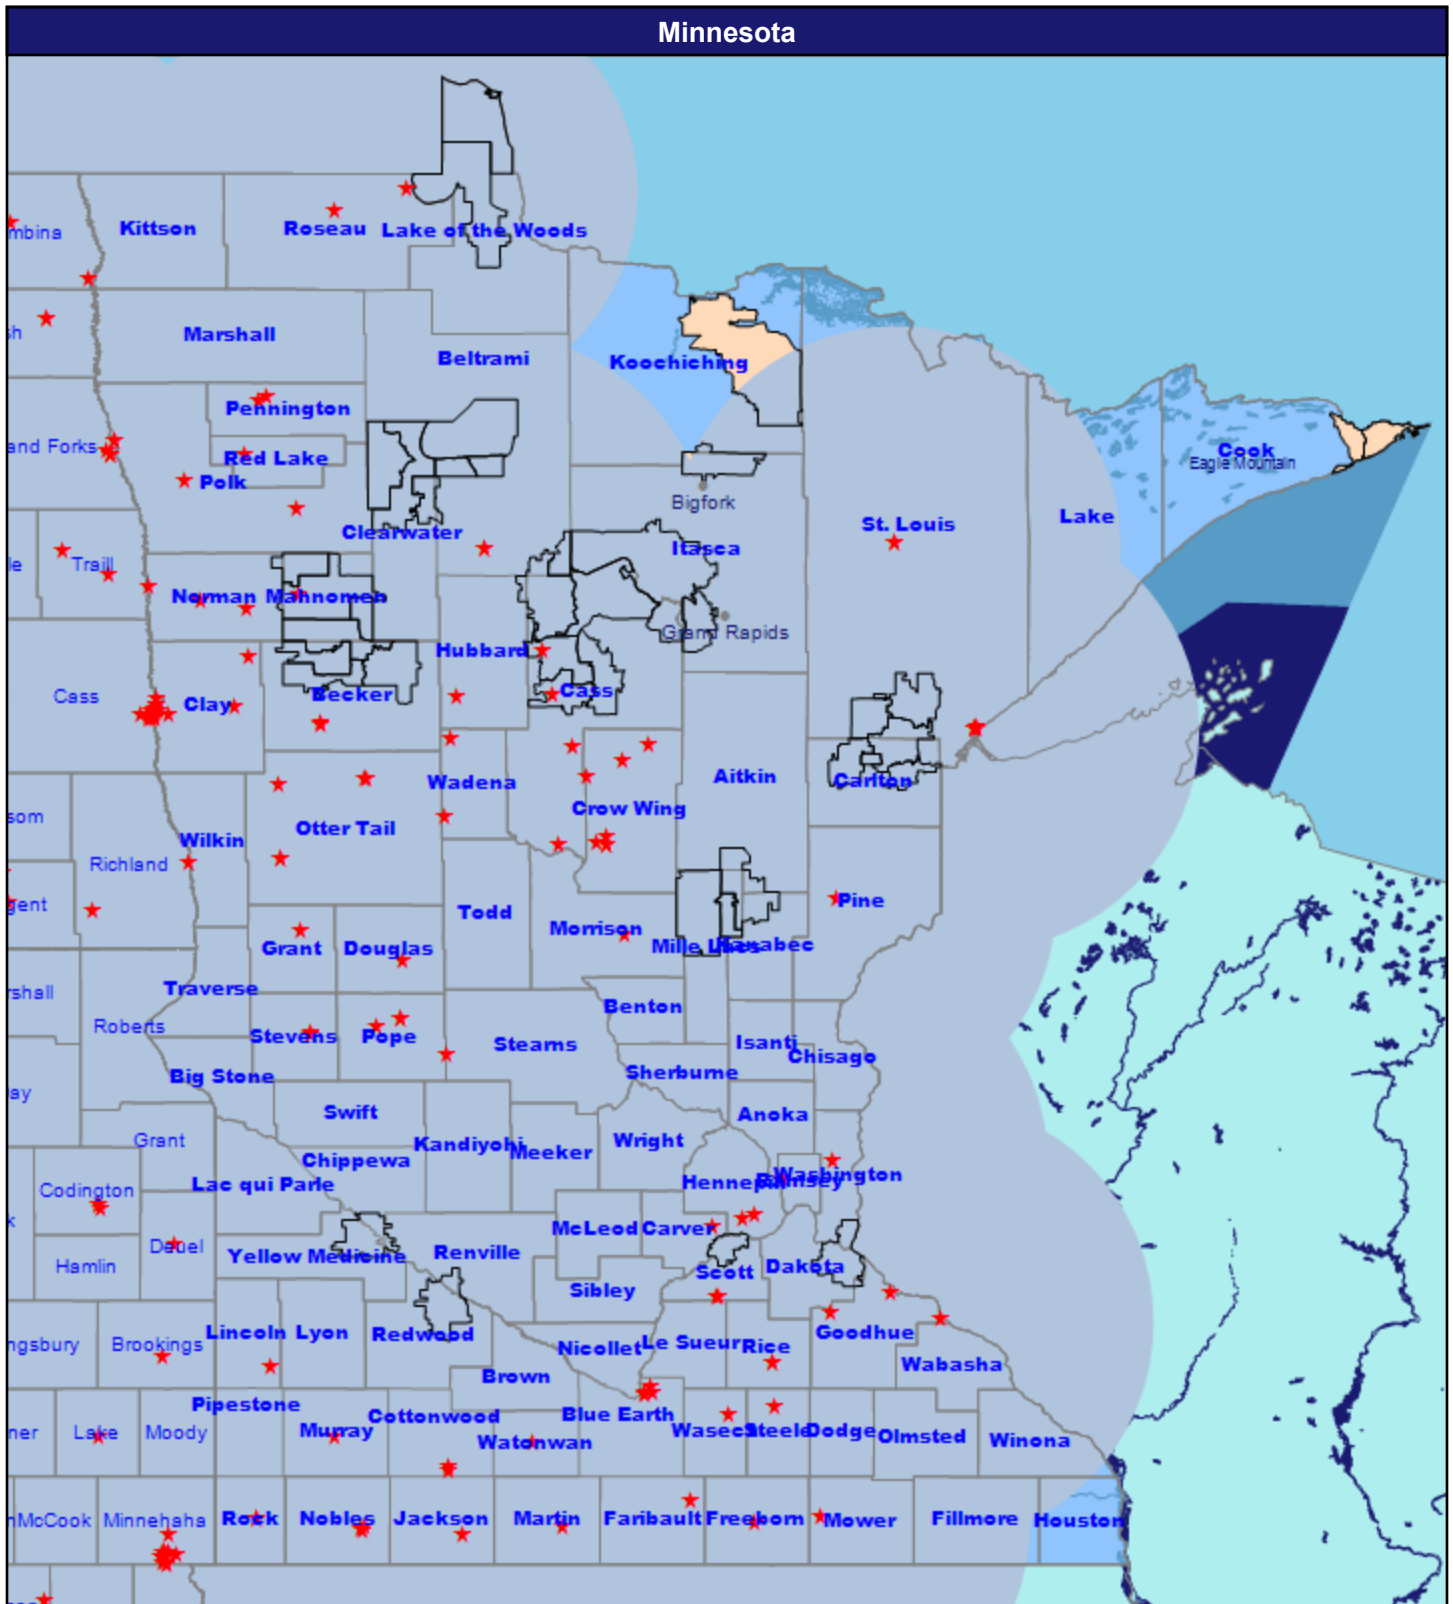 Minnesota
mbina
Kittson
Roseau
Lake of the Woods
sh
Marshall
Beltrami
Koochiching
Pennington
and Forks
Red Lake
Polk
Cook
Eagle Mountain
Bigfork
Clearwater
St. Louis
Lake
Itasca
le
Traill
Norman
Mahnomen
Grand Rapids
Hubbard
Cass
Clay
Becker
Cass
Wadena
Aitkin
Carlton
som
Otter Tail
Crow Wing
Wilkin
Richland
gent
Todd
Pine
Grant
Douglas
Morrison
Mille Lacs
Kanabec
rshall
Traverse
Roberts
Stevens
Pope
Stearns
Benton
Isanti
Chisago
Big Stone
Sherburne
ay
Swift
Anoka
Grant
Kandiyohi
Meeker
Wright
Chippewa
Codington
Lac qui Parle
Hennepin
Ramsey
Washington
k
McLeod
Carver
Deuel
Yellow Medicine
Renville
Hamlin
Scott
Dakota
Sibley
ngsbury
Brookings
Lincoln
Lyon
Redwood
Nicollet
Le Sueur
Rice
Goodhue
Wabasha
Brown
Pipestone
Cottonwood
Blue Earth
ner
Lake
Moody
Murray
Watonwan
Waseca
Steele
Dodge
Olmsted
Winona
McCook
Minnehaha
Rock
Nobles
Jackson
Martin
Faribault
Freeborn
Mower
Fillmore
Houston